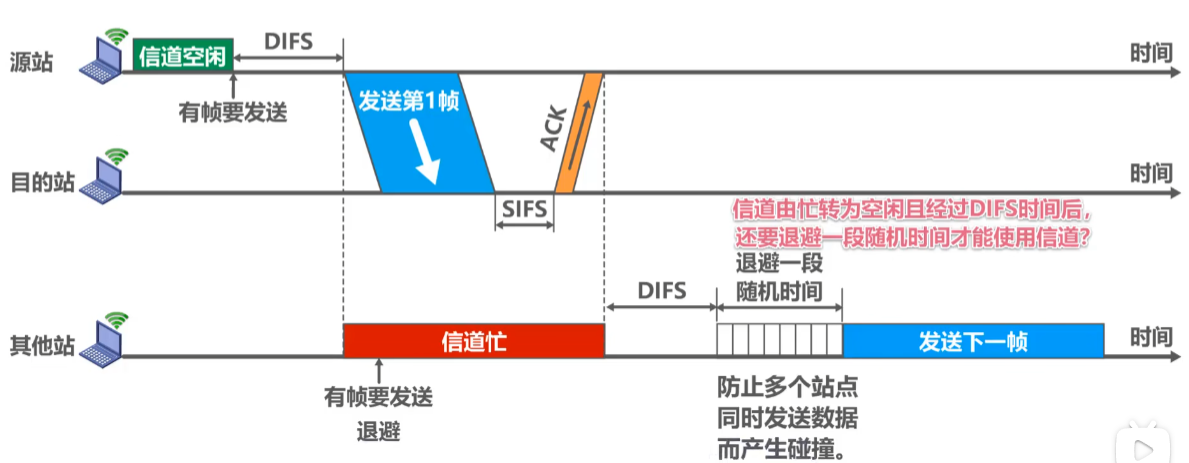 DIFS
时间
源站
信道空闲
有帧要发送
发送第1帧
ACK
时间
目的站
SIFS
信道由忙转为空闲且经过DIFS时间后,
还要退避一段随机时间才能使用信道?
退避一段
随机时间
DIFS
其他站
信道忙
发送下一帧
时间
有帧要发送
退避
防止多个站点
同时发送数据
而产生碰撞。